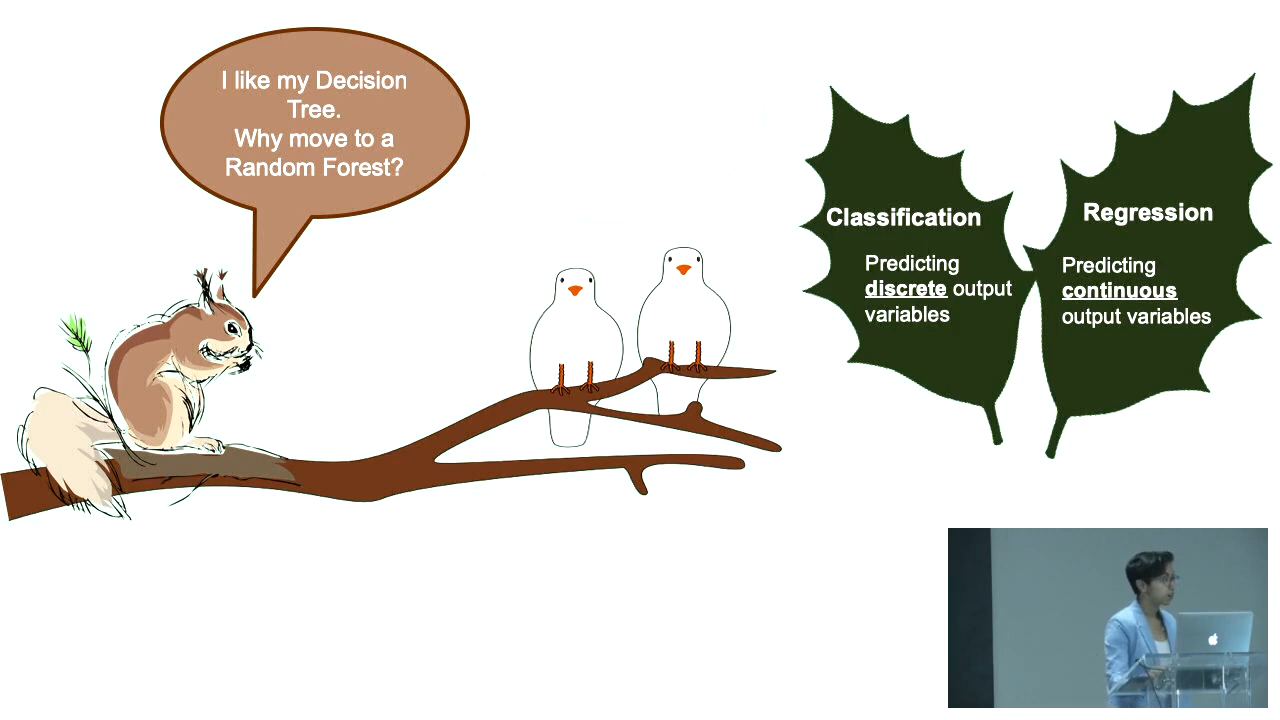 I like my Decision
Tree.
Why move to a
Random Forest?
Classification
Predicting
discrete output
variables
Regression
Predicting
continuous
output variables